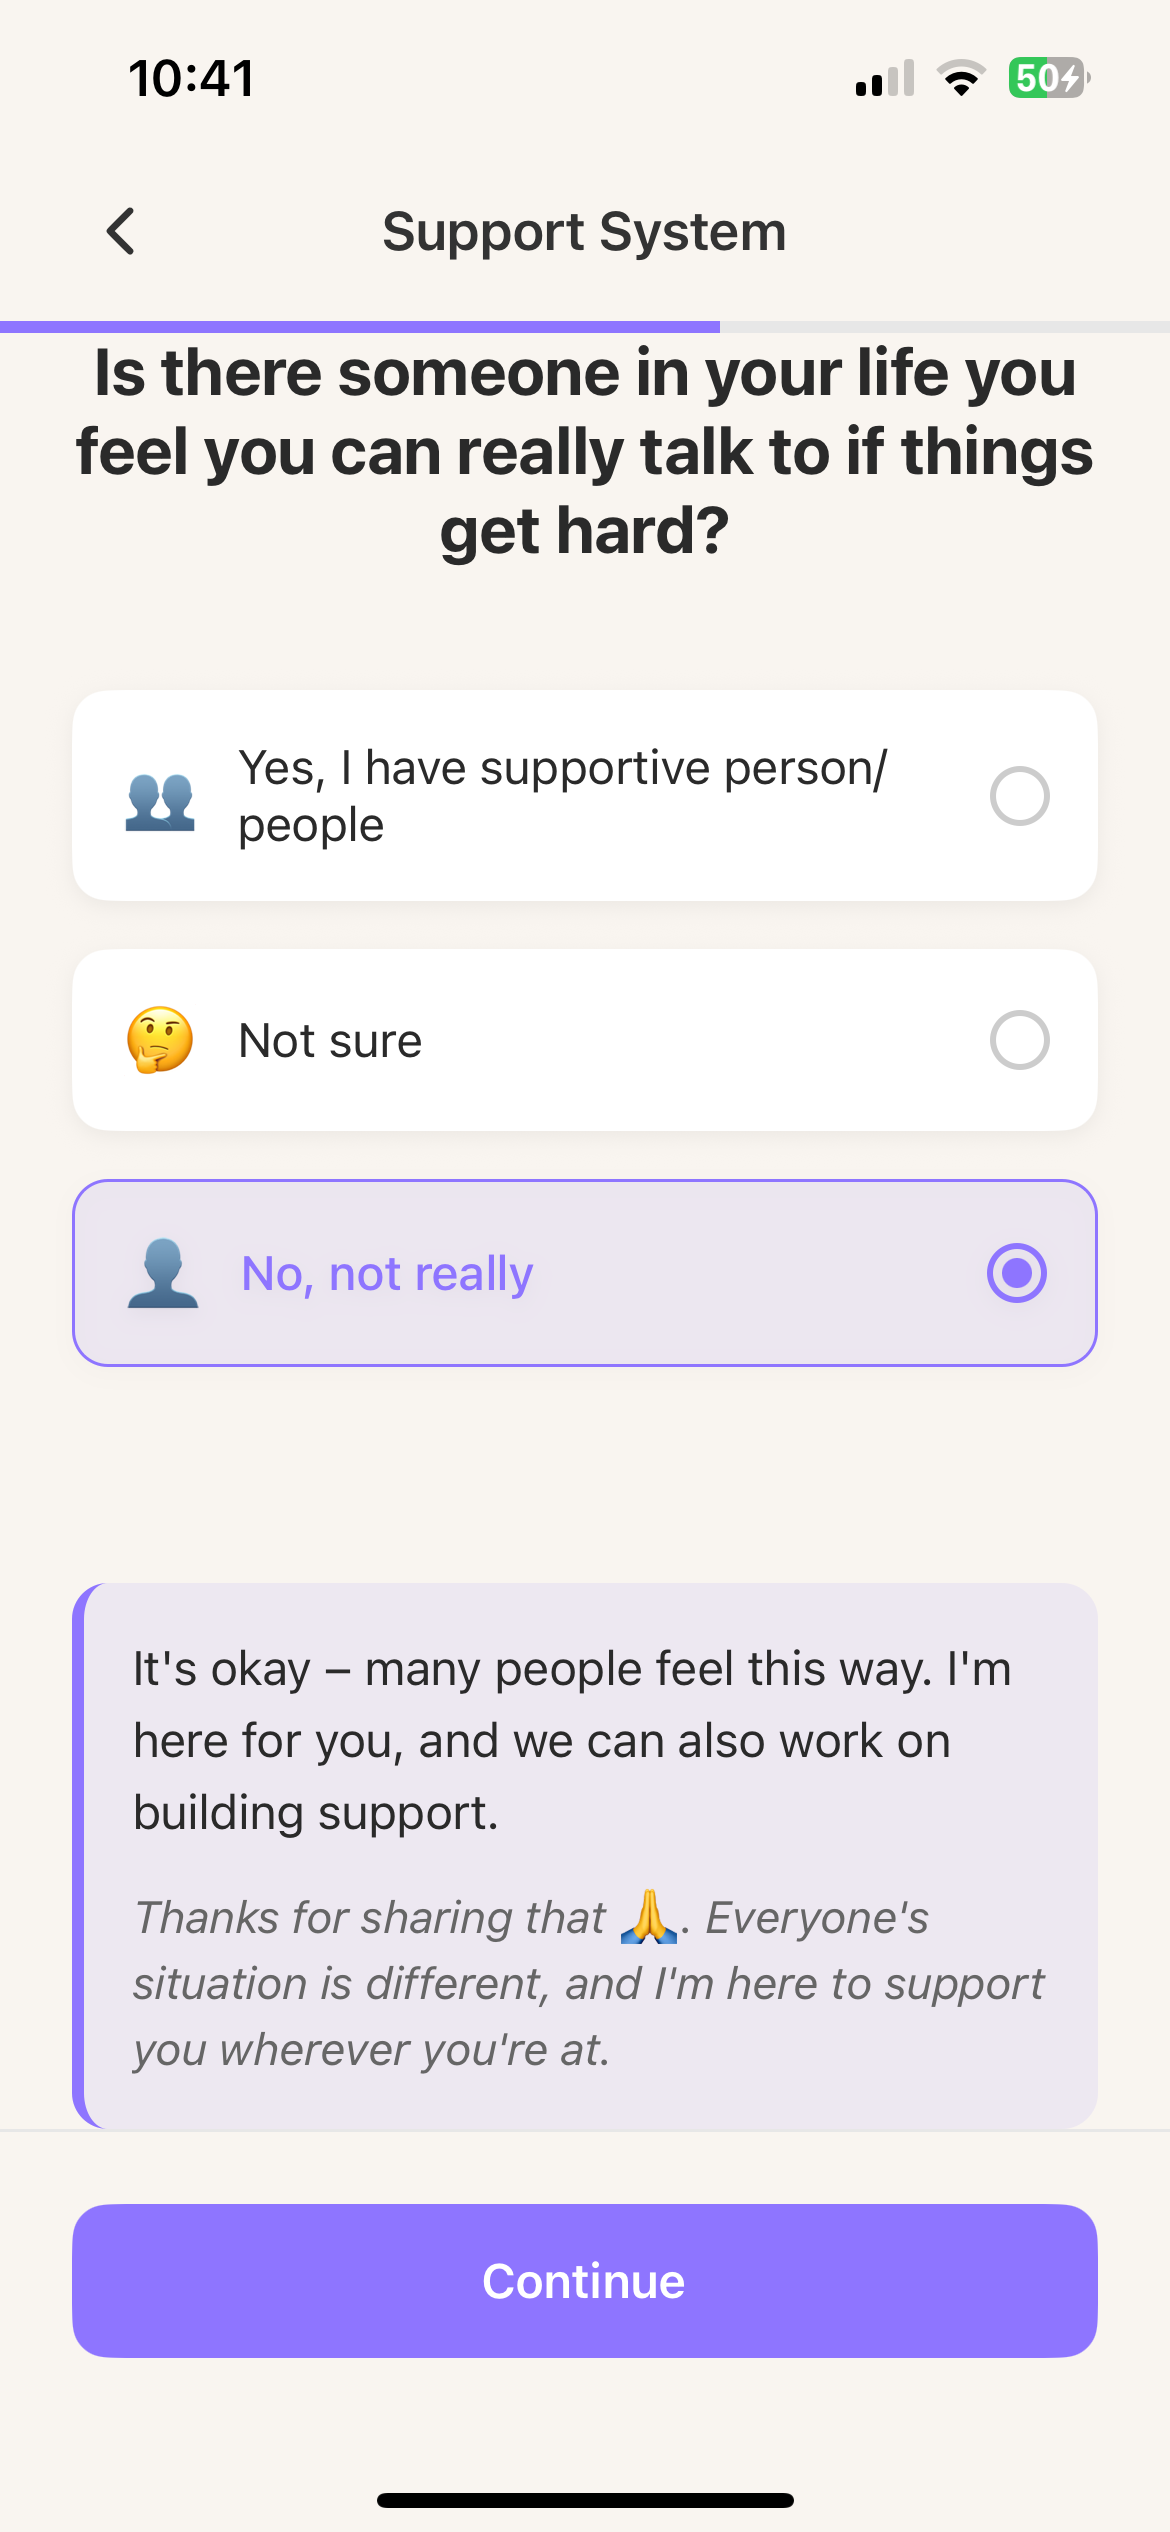 10:41
50
Support System
Is there someone in your life you
feel you can really talk to if things
get hard?
Yes, I have supportive person/
people
Not sure
No, not really
It's okay – many people feel this way. I'm
here for you, and we can also work on
building support.
Thanks for sharing that 🙏. Everyone's
situation is different, and I'm here to support
you wherever you're at.
Continue